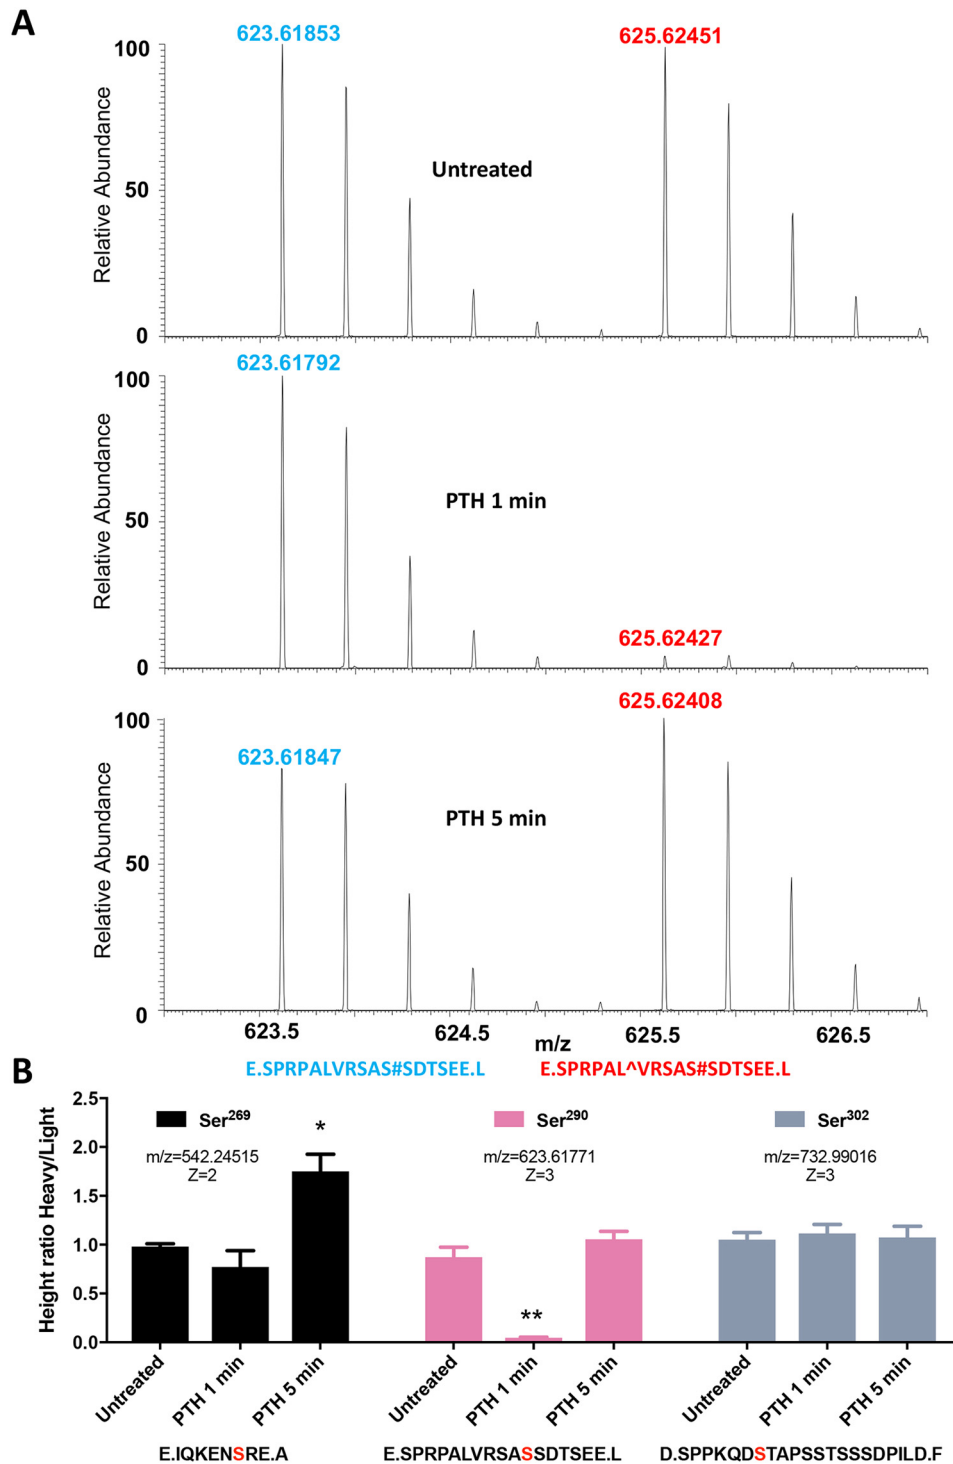 A
623.61853
625.62451
100
50
0
Relative Abundance
Untreated
623.61792
100
50
0
Relative Abundance
PTH 1 min
625.62427
625.62408
623.61847
100
50
0
Relative Abundance
PTH 5 min
623.5
624.5
625.5
626.5
m/z
E.SPRPALVRSAS#SDTSEE.L
E.SPRPAL^VRSAS#SDTSEE.L
B
Height ratio Heavy/Light
2.5
2.0
1.5
1.0
0.5
0.0
Ser269
m/z=542.24515
Z=2
*
Ser290
m/z=623.61771
Z=3
**
Ser302
m/z=732.99016
Z=3
Untreated
PTH 1 min
PTH 5 min
Untreated
PTH 1 min
PTH 5 min
Untreated
PTH 1 min
PTH 5 min
E.IQKENSRE.A
E.SPRPALVRSASSDTSEE.L
D.SPPKQDSTAPSSTSSSDPILD.F